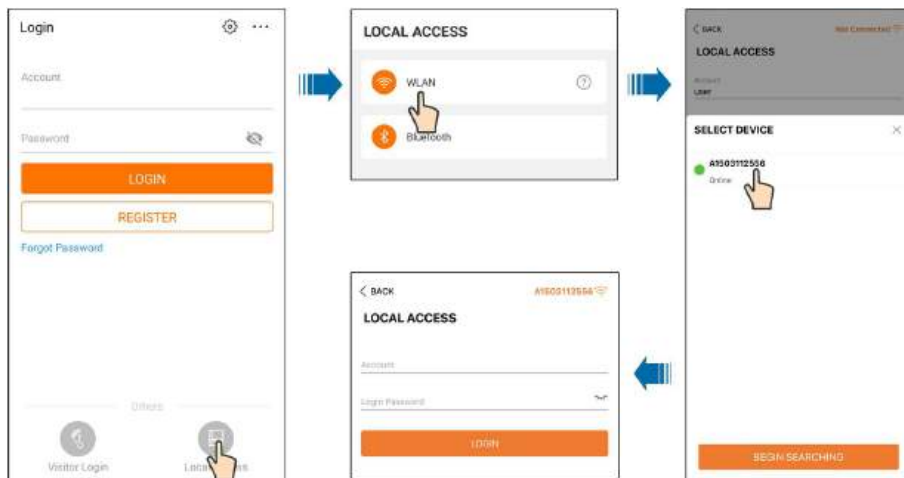 Login
Account
Password
LOGIN
REGISTER
Forgot Password
Others
Visitor Login
Local
LOCAL ACCESS
WLAN
Bluetooth
BACK
Not Connected
LOCAL ACCESS
Account
user
SELECT DEVICE
A1503112556
Online
BEGIN SEARCHING
BACK
A1503112556
LOCAL ACCESS
Account
Login Password
LOGIN